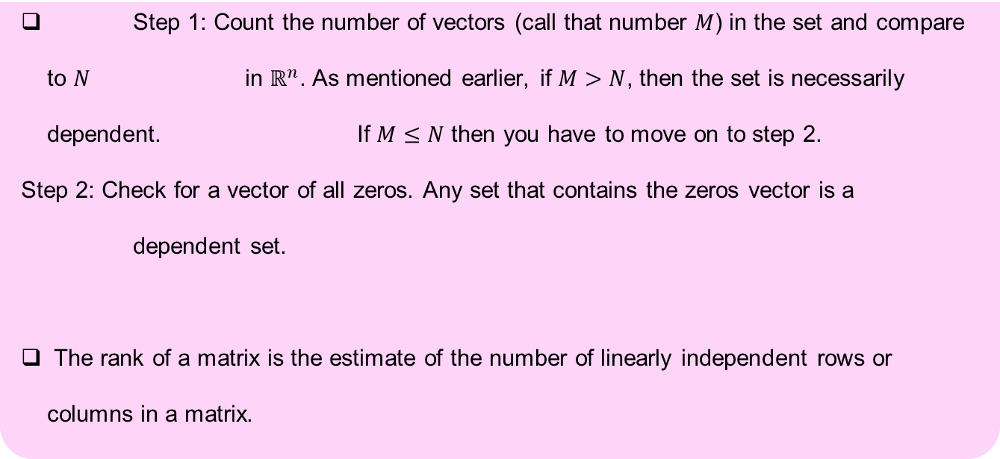 ❑ Step 1: Count the number of vectors (call that number M) in the set and compare
to N in ℝⁿ. As mentioned earlier, if M > N, then the set is necessarily
dependent. If M ≤ N then you have to move on to step 2.
Step 2: Check for a vector of all zeros. Any set that contains the zeros vector is a
dependent set.
❑ The rank of a matrix is the estimate of the number of linearly independent rows or
columns in a matrix.